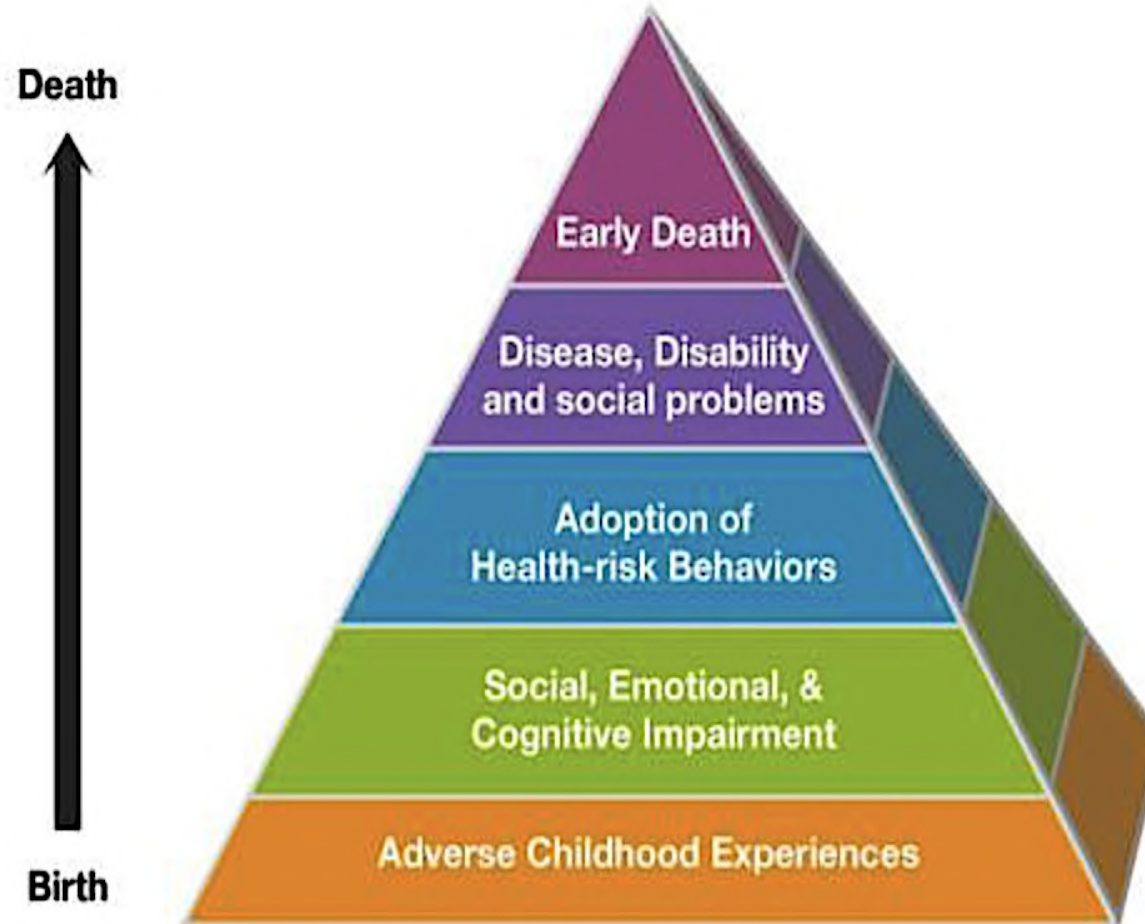 Death
Early Death
Disease, Disability
and social problems
Adoption of
Health-risk Behaviors
Social, Emotional, &
Cognitive Impairment
Adverse Childhood Experiences
Birth